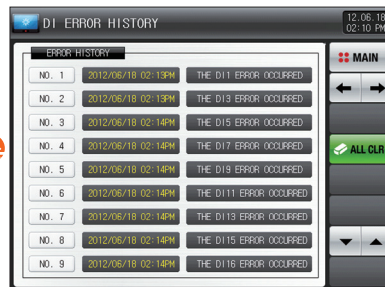 DI ERROR HISTORY
12.06.18
02:10 PM
ERROR HISTORY
NO. 1 2012/06/18 02:13PM THE DI1 ERROR OCCURRED
NO. 2 2012/06/18 02:13PM THE DI3 ERROR OCCURRED
NO. 3 2012/06/18 02:14PM THE DI5 ERROR OCCURRED
NO. 4 2012/06/18 02:14PM THE DI7 ERROR OCCURRED
NO. 5 2012/06/18 02:14PM THE DI9 ERROR OCCURRED
NO. 6 2012/06/18 02:14PM THE DI11 ERROR OCCURRED
NO. 7 2012/06/18 02:14PM THE DI13 ERROR OCCURRED
NO. 8 2012/06/18 02:14PM THE DI15 ERROR OCCURRED
NO. 9 2012/06/18 02:14PM THE DI16 ERROR OCCURRED
MAIN
ALL CLR
e